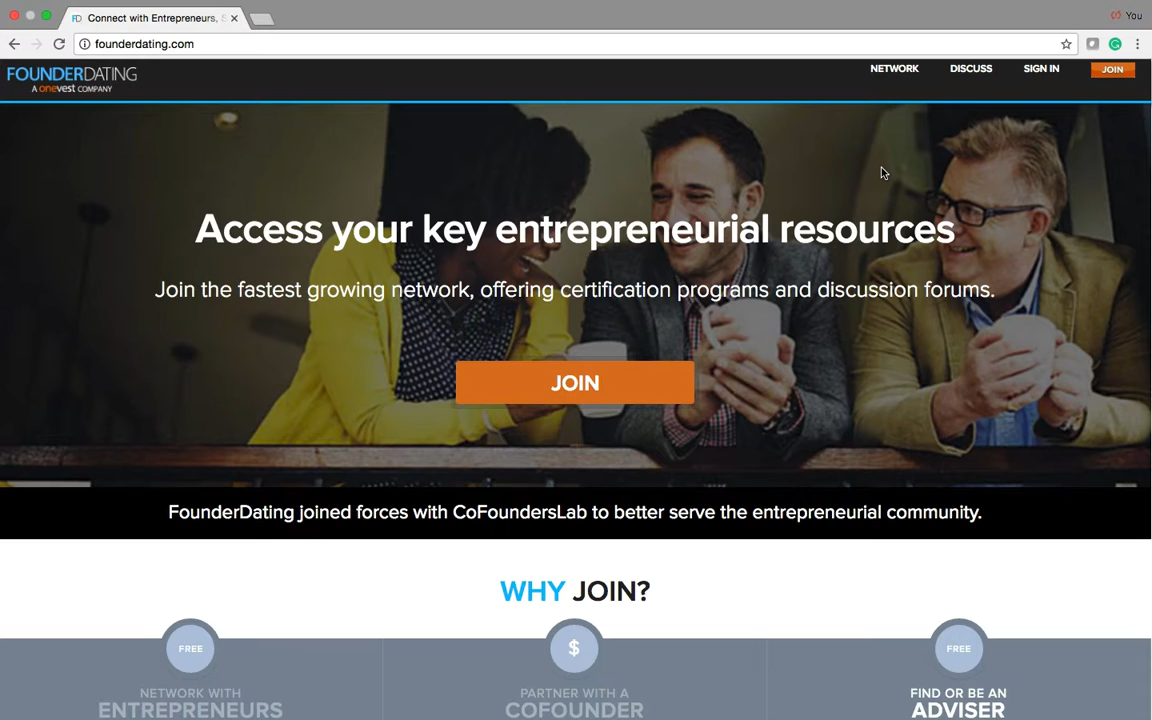 Connect with Entrepreneurs,
You
founderdating.com
FOUNDERDATING
A onevest COMPANY
NETWORK DISCUSS SIGN IN JOIN
Access your key entrepreneurial resources
Join the fastest growing network, offering certification programs and discussion forums.
JOIN
FounderDating joined forces with CoFoundersLab to better serve the entrepreneurial community.
WHY JOIN?
FREE
NETWORK WITH
ENTREPRENEURS
$
PARTNER WITH A
COFOUNDER
FREE
FIND OR BE AN
ADVISER